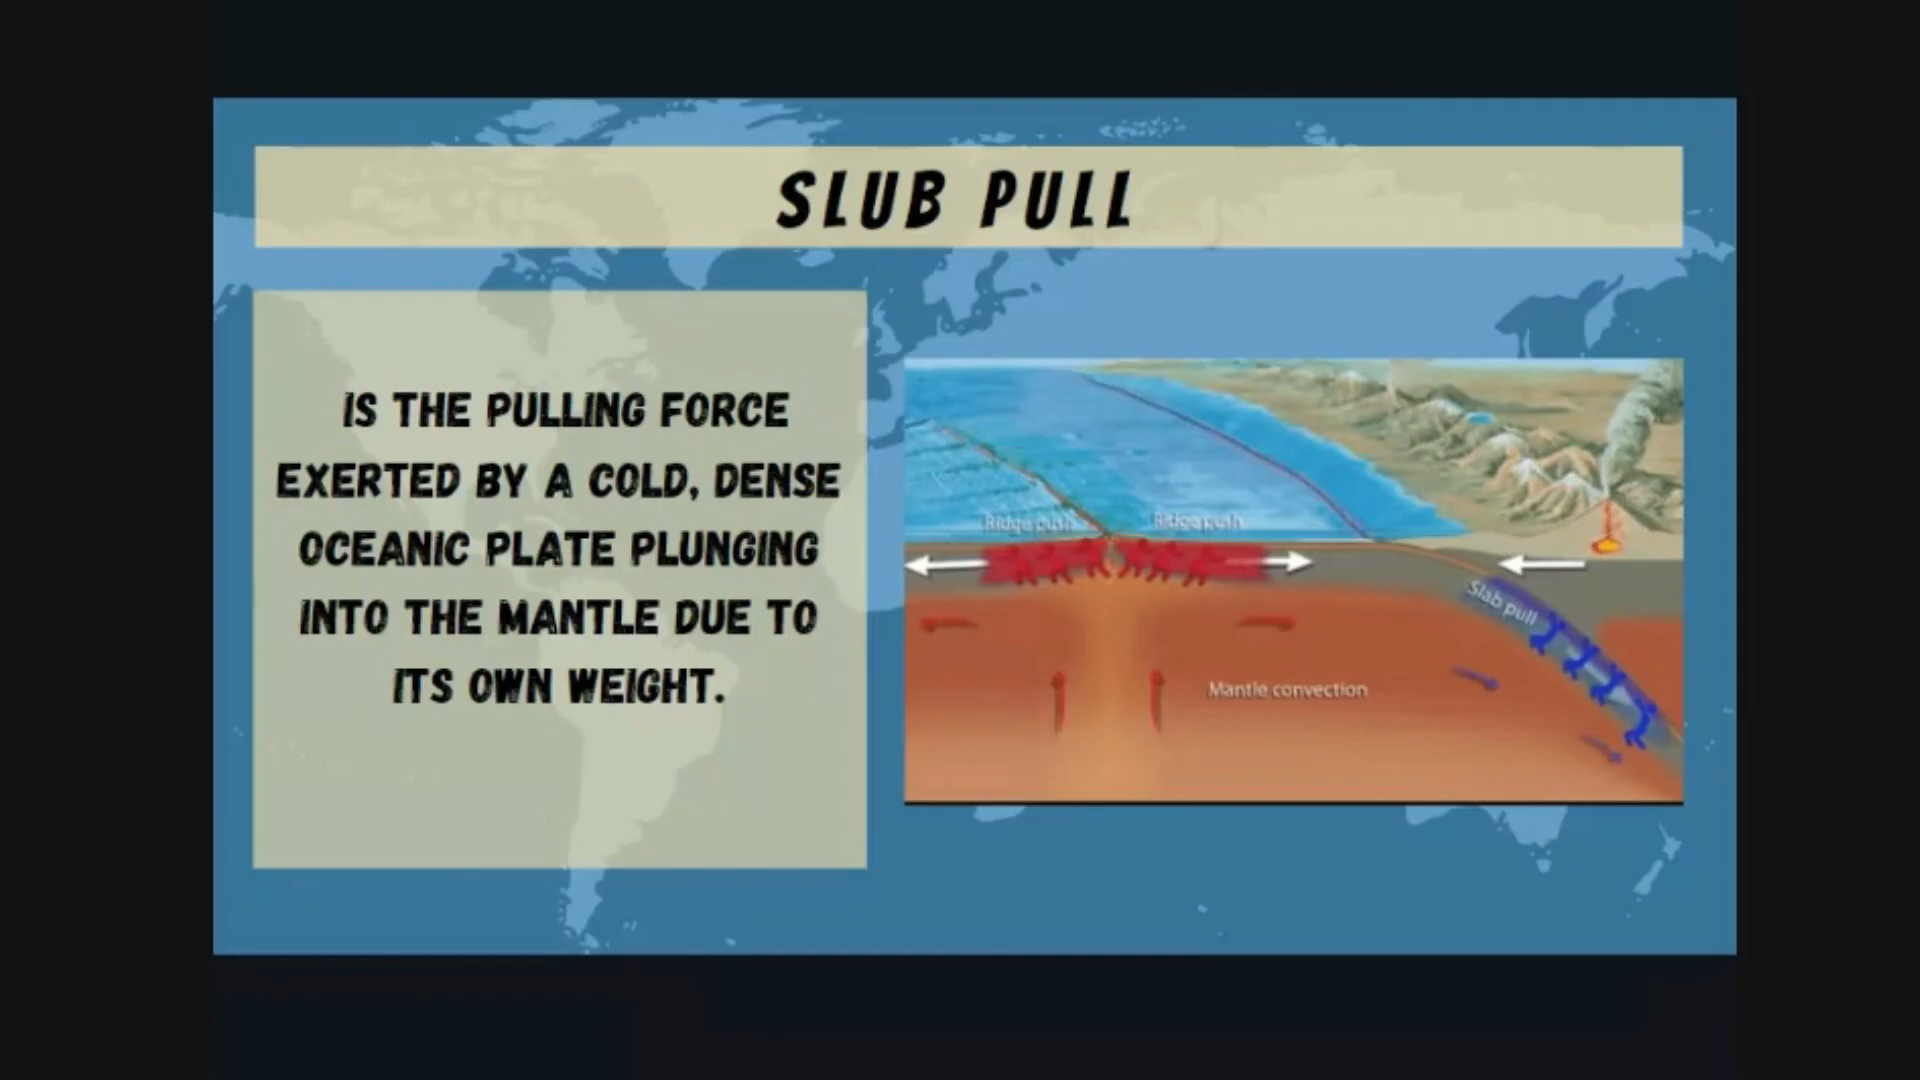 SLUB PULL
IS THE PULLING FORCE
EXERTED BY A COLD, DENSE
OCEANIC PLATE PLUNGING
INTO THE MANTLE DUE TO
ITS OWN WEIGHT.
Ridge push
Ridge push
Slab pull
Mantle convection